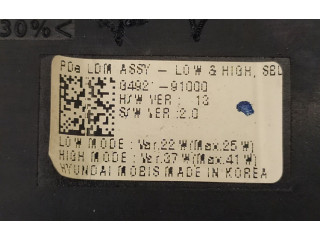 30%<
PDe LDM ASSY - LOW & HIGH, SBL
G4921-91000
H/W VER : 13
S/W VER :2.0
LOW MODE : Ver.22 W(Max.25 W)
HIGH MODE : Ver.37 W(Max.41 W)
HYUNDAI MOBIS MADE IN KOREA